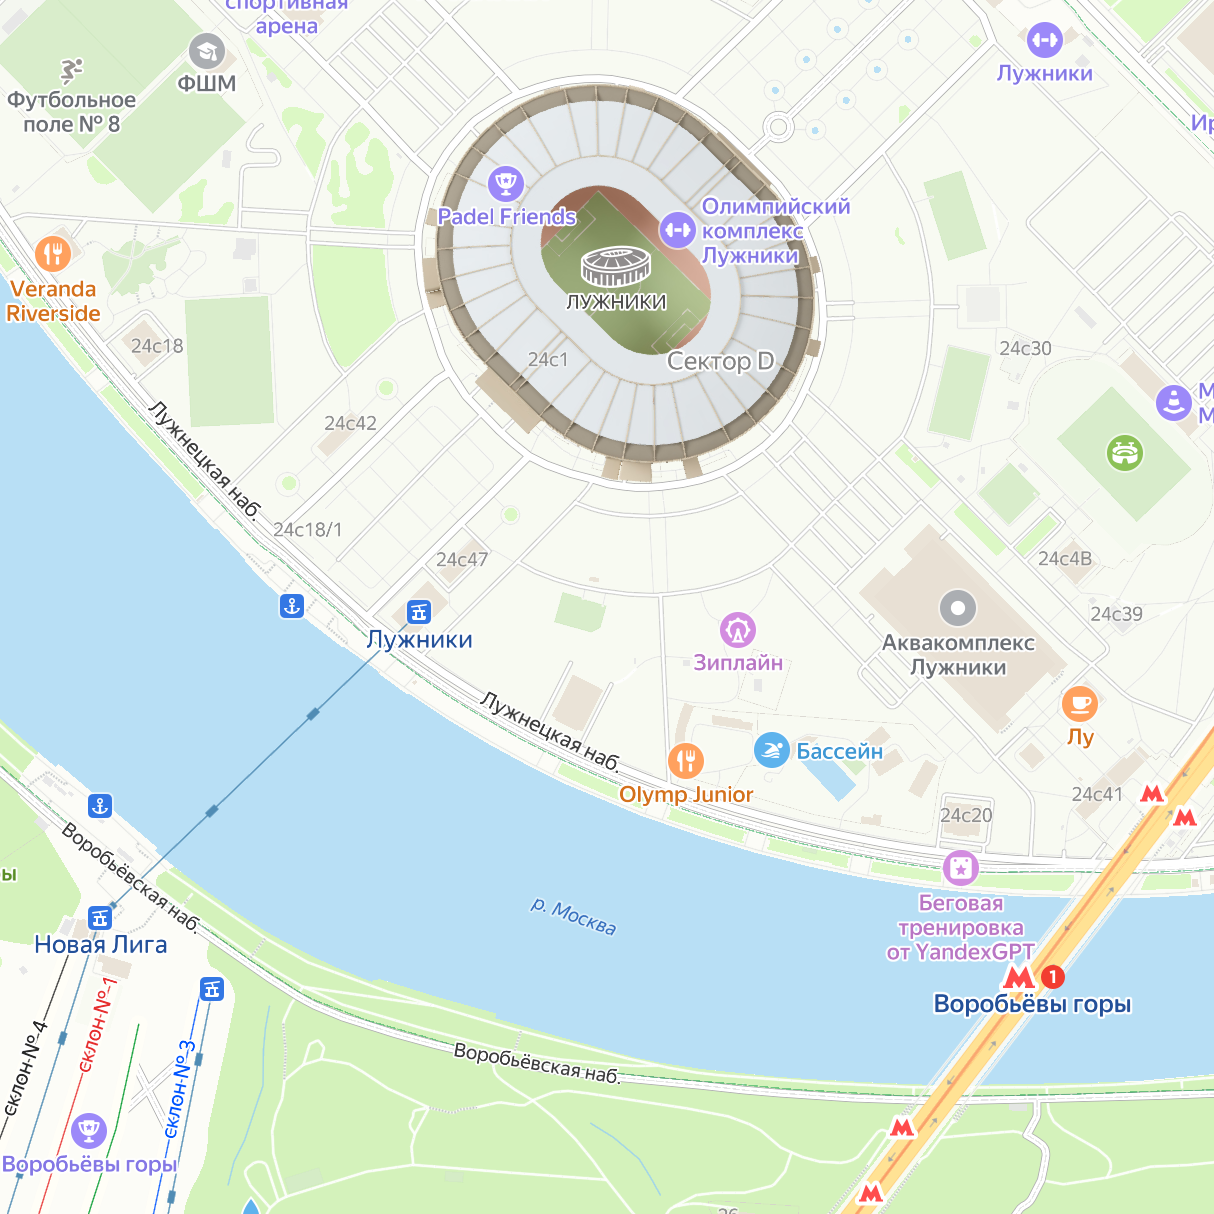 спортивная
арена
ФШМ
Футбольное
поле № 8
Лужники
Padel Friends
Олимпийский
комплекс
Лужники
ЛУЖНИКИ
Veranda
Riverside
24с18
24с1
Сектор D
24с30
24с42
Лужнецкая наб.
24с18/1
24с47
24с4В
24с39
Лужники
Зиплайн
Аквакомплекс
Лужники
Лужнецкая наб.
Лу
Бассейн
Olymp Junior
24с41
24с20
Воробьёвская наб.
ры
Беговая
тренировка
от YandexGPT
р. Москва
Новая Лига
1
Воробьёвы горы
склон-№-1
склон-№-4
склон-№-3
Воробьёвская наб.
Воробьёвы горы